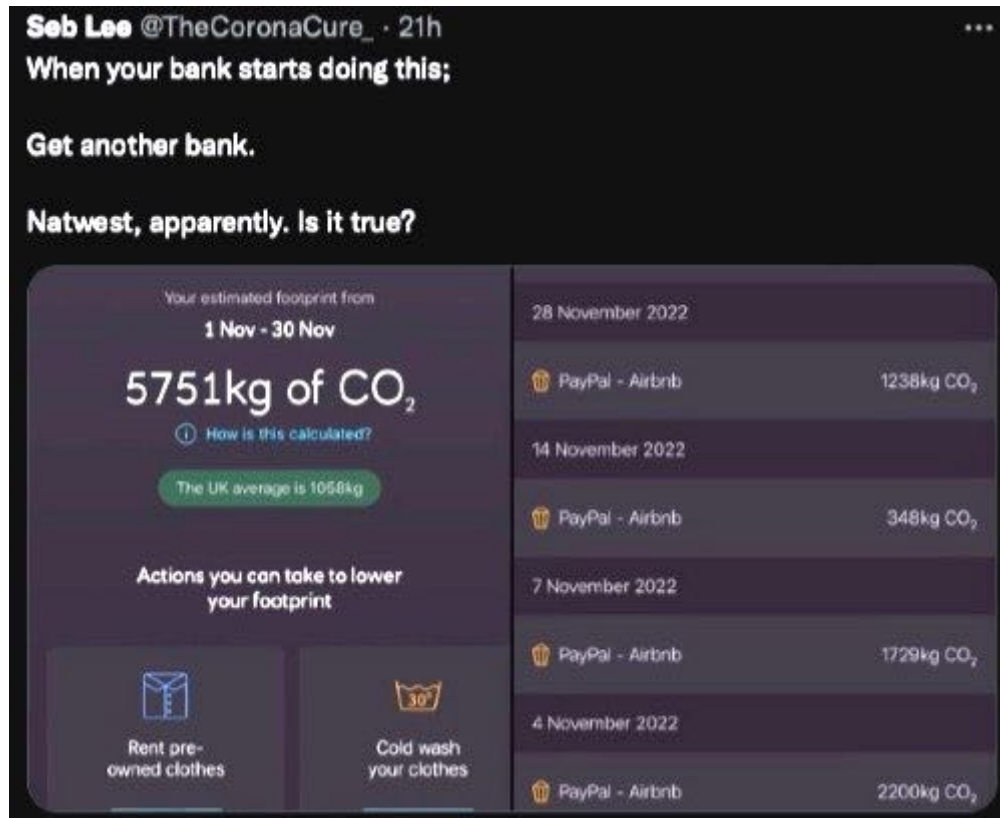 Seb Lee @TheCoronaCure_ · 21h
When your bank starts doing this;
Get another bank.
Natwest, apparently. Is it true?
Your estimated footprint from
1 Nov - 30 Nov
5751kg of CO₂
How is this calculated?
The UK average is 1058kg
Actions you can take to lower
your footprint
Rent pre-
owned clothes
30°
Cold wash
your clothes
28 November 2022
PayPal - Airbnb 1238kg CO₂
14 November 2022
PayPal - Airbnb 348kg CO₂
7 November 2022
PayPal - Airbnb 1729kg CO₂
4 November 2022
PayPal - Airbnb 2200kg CO₂